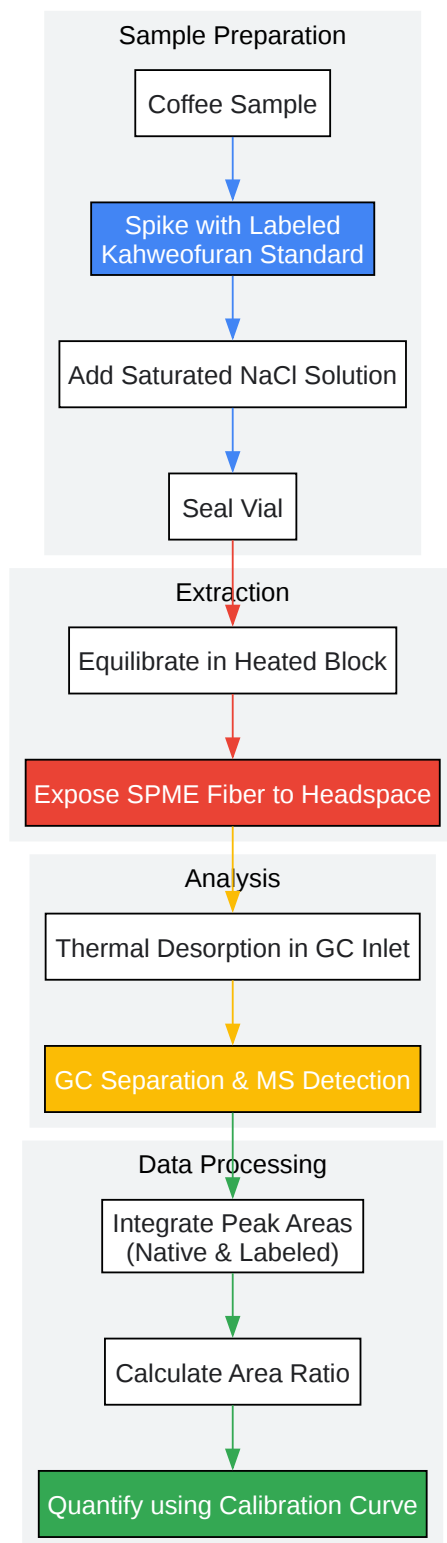 Sample Preparation
Coffee Sample
Spike with Labeled
Kahweofuran Standard
Add Saturated NaCl Solution
Seal Vial
Extraction
Equilibrate in Heated Block
Expose SPME Fiber to Headspace
Analysis
Thermal Desorption in GC Inlet
GC Separation & MS Detection
Data Processing
Integrate Peak Areas
(Native & Labeled)
Calculate Area Ratio
Quantify using Calibration Curve